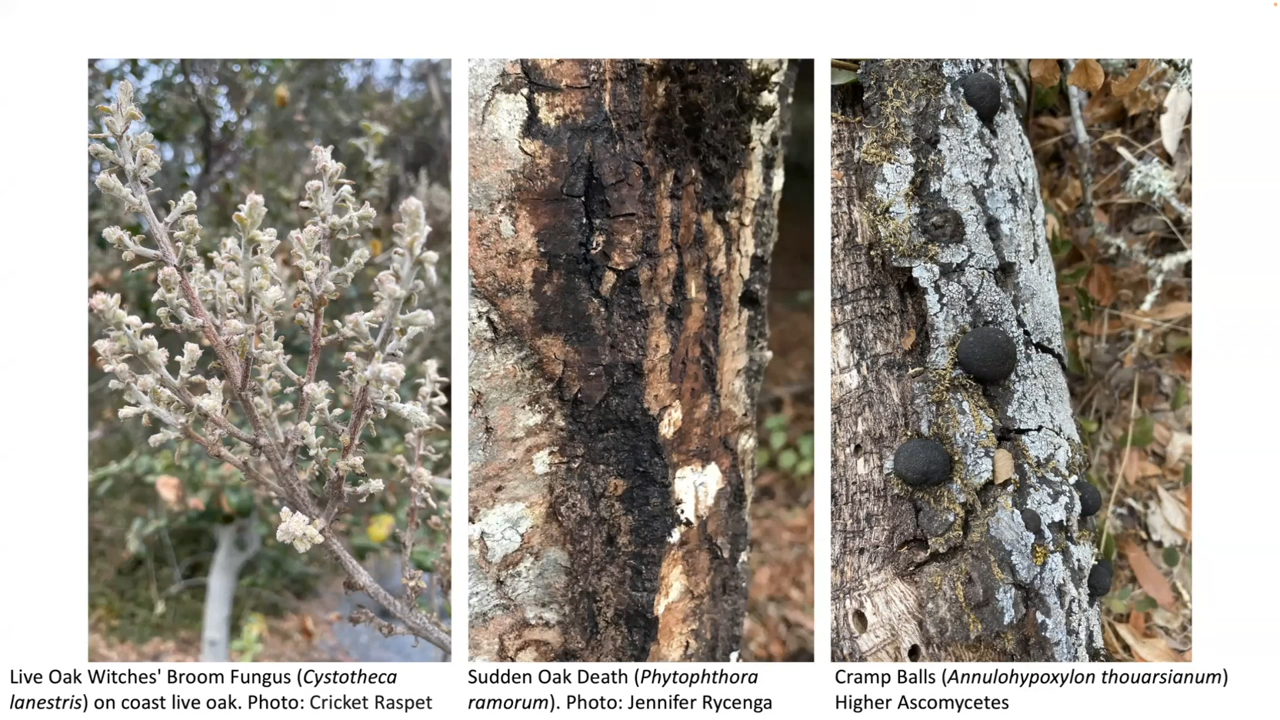 Live Oak Witches' Broom Fungus (Cystotheca
lanestris) on coast live oak. Photo: Cricket Raspet
Sudden Oak Death (Phytophthora
ramorum). Photo: Jennifer Rycenga
Cramp Balls (Annulohypoxylon thouarsianum)
Higher Ascomycetes